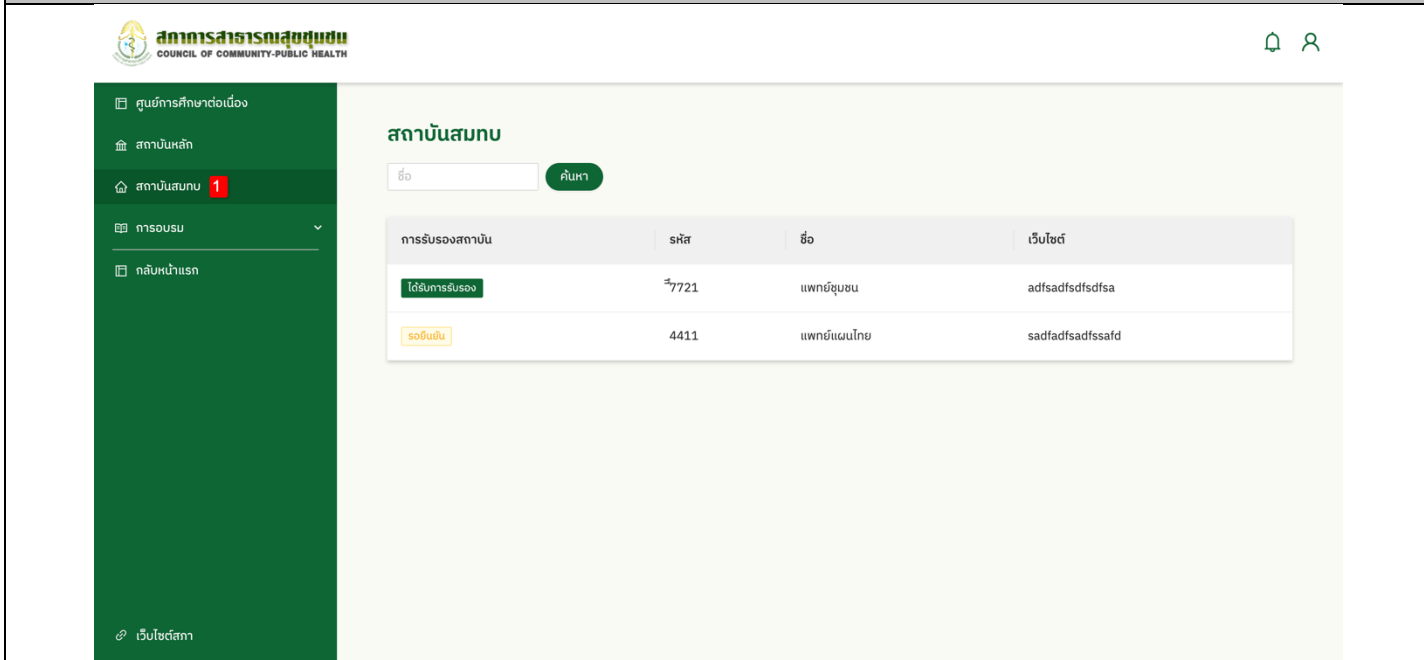 สภาการสาธารณสุขชุมชน
COUNCIL OF COMMUNITY-PUBLIC HEALTH
ศูนย์การศึกษาต่อเนื่อง
สถาบันหลัก
สถาบันสมทบ 1
การอบรม
กลับหน้าแรก
เว็บไซต์สภา
สถาบันสมทบ
ชื่อ ค้นหา
การรับรองสถาบัน รหัส ชื่อ เว็บไซต์
ได้รับการรับรอง 7721 แพทย์ชุมชน adfsadfsdfsdfsa
รอยืนยัน 4411 แพทย์แผนไทย sadfadfsadfssafd